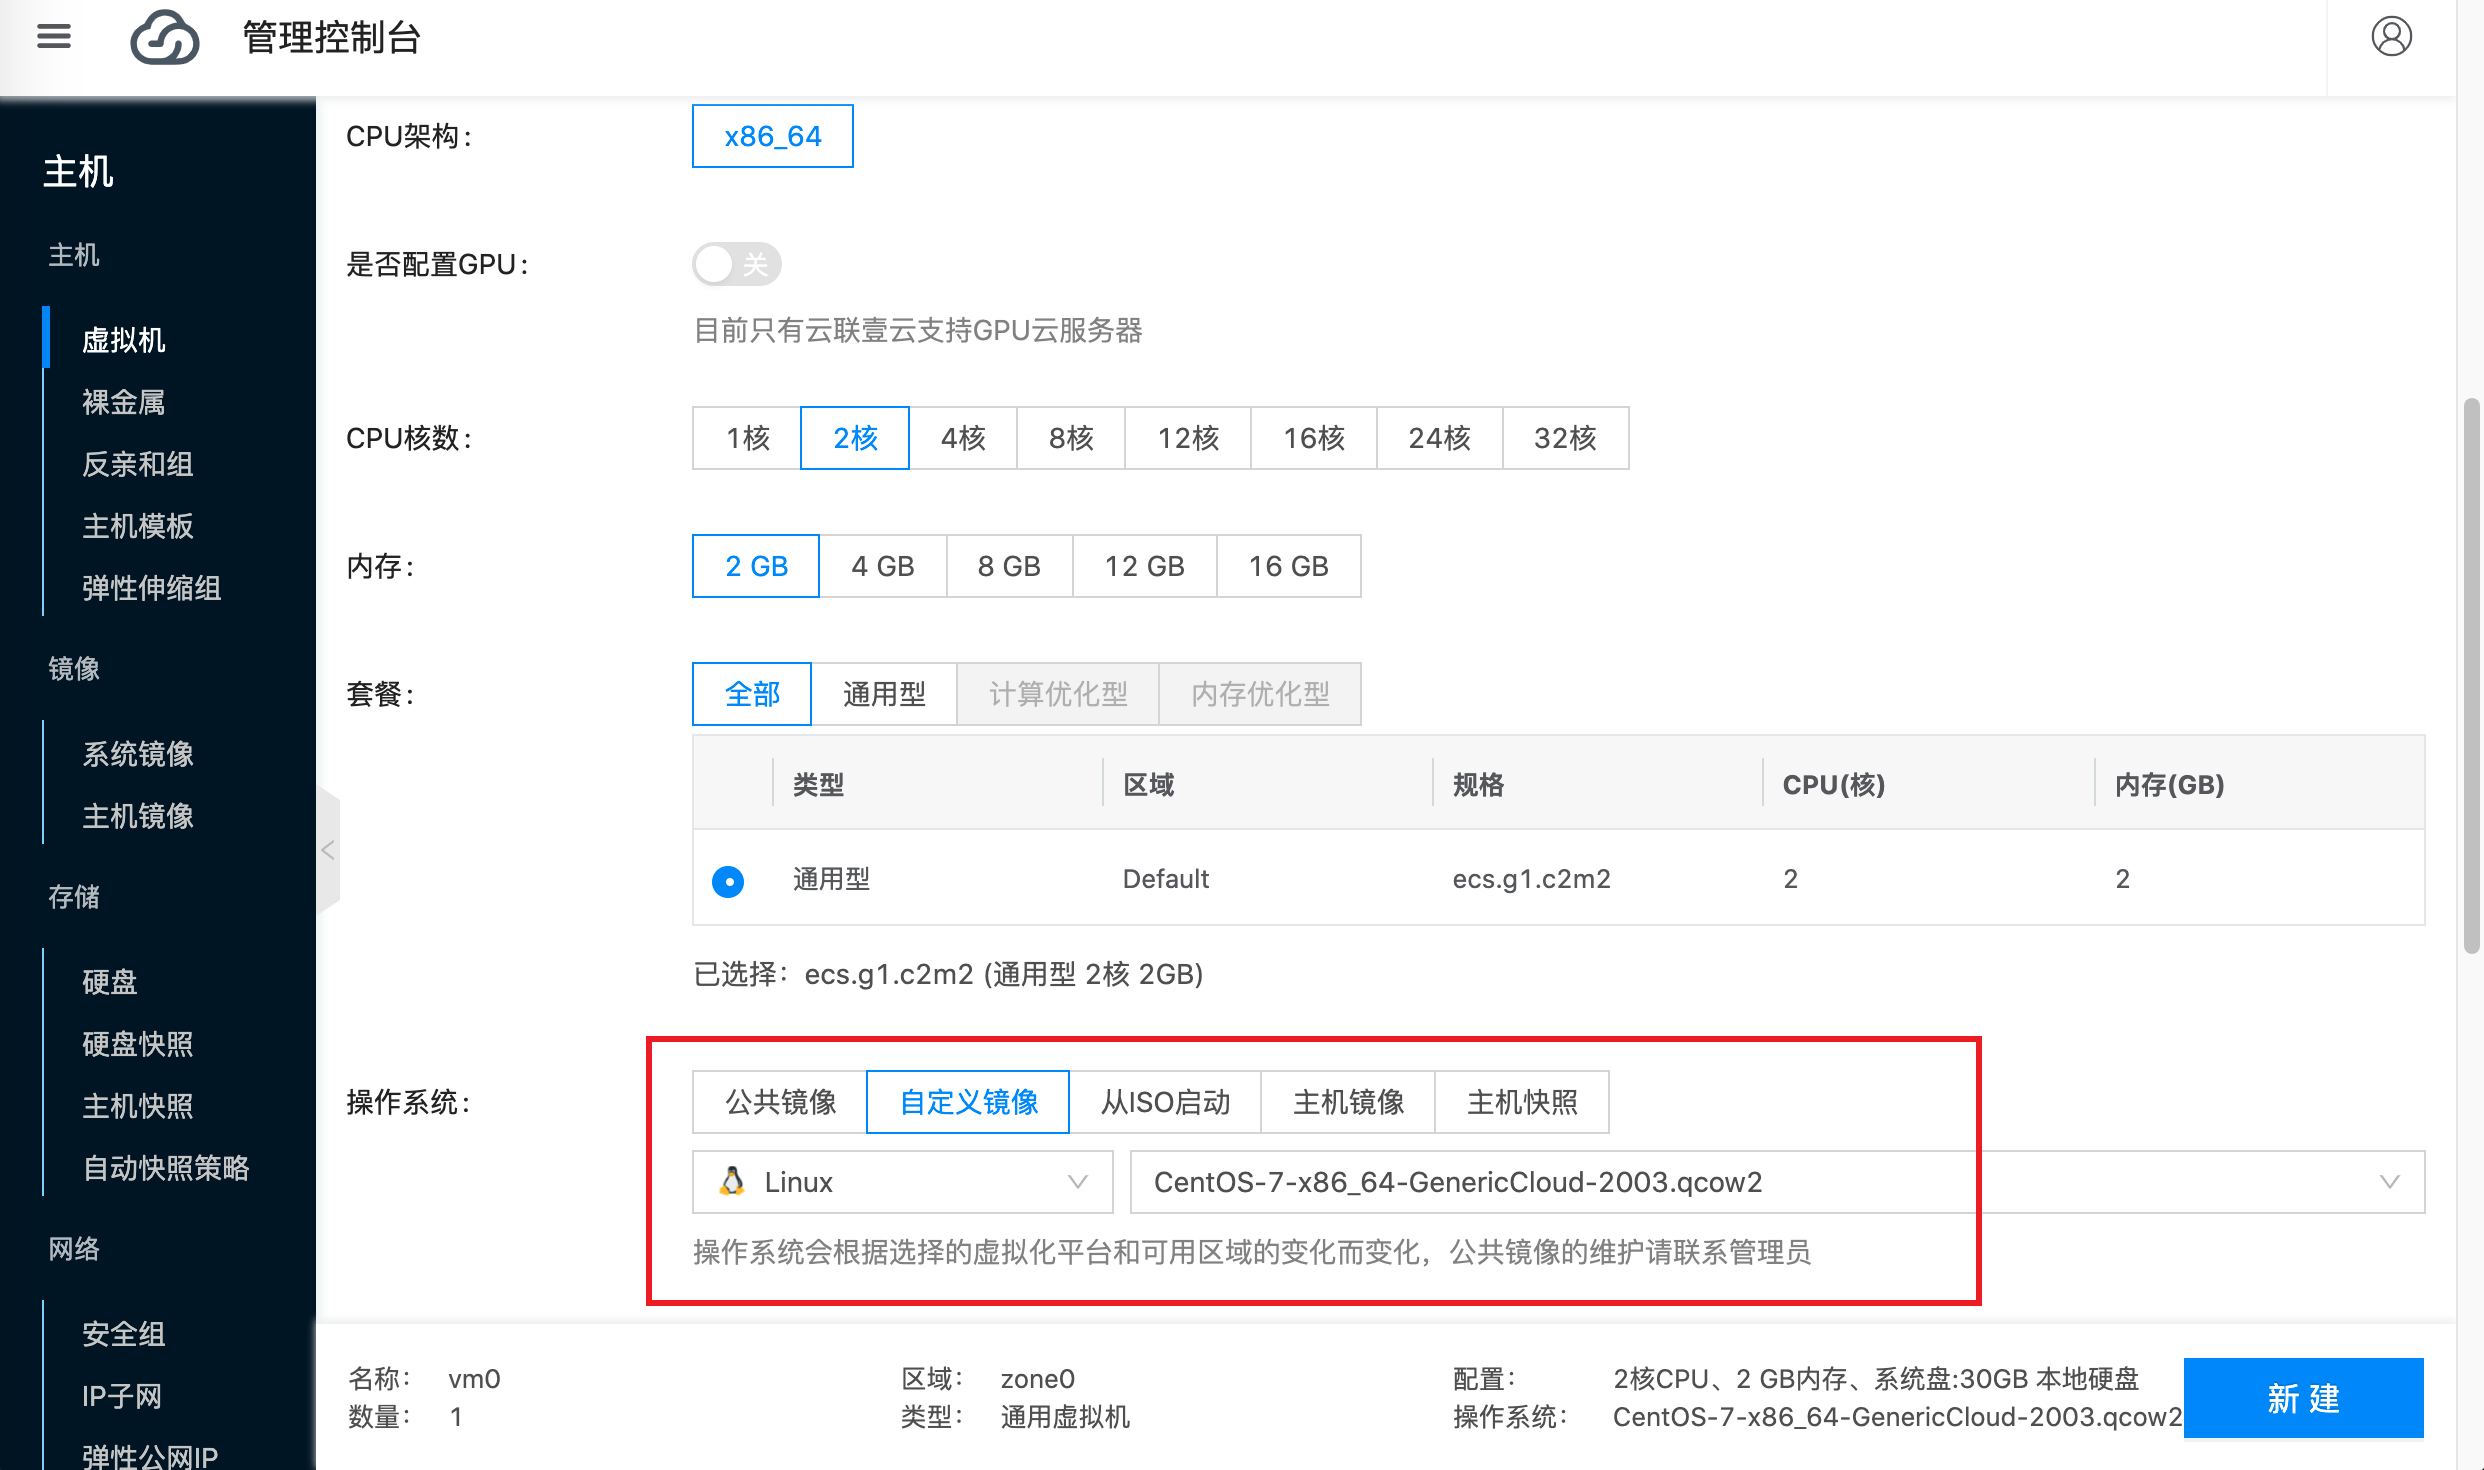 管理控制台
主机
主机
虚拟机
裸金属
反亲和组
主机模板
弹性伸缩组
镜像
系统镜像
主机镜像
存储
硬盘
硬盘快照
主机快照
自动快照策略
网络
安全组
IP子网
弹性公网IP
CPU架构:
x86_64
是否配置GPU:
关
目前只有云联壹云支持GPU云服务器
CPU核数:
1核 2核 4核 8核 12核 16核 24核 32核
内存:
2 GB 4 GB 8 GB 12 GB 16 GB
套餐:
全部 通用型 计算优化型 内存优化型
类型 区域 规格 CPU(核) 内存(GB)
通用型 Default ecs.g1.c2m2 2 2
已选择：ecs.g1.c2m2 (通用型 2核 2GB)
操作系统:
公共镜像 自定义镜像 从ISO启动 主机镜像 主机快照
Linux CentOS-7-x86_64-GenericCloud-2003.qcow2
操作系统会根据选择的虚拟化平台和可用区域的变化而变化，公共镜像的维护请联系管理员
名称： vm0 区域： zone0 配置： 2核CPU、2 GB内存、系统盘:30GB 本地硬盘
数量： 1 类型： 通用虚拟机 操作系统： CentOS-7-x86_64-GenericCloud-2003.qcow2
新 建